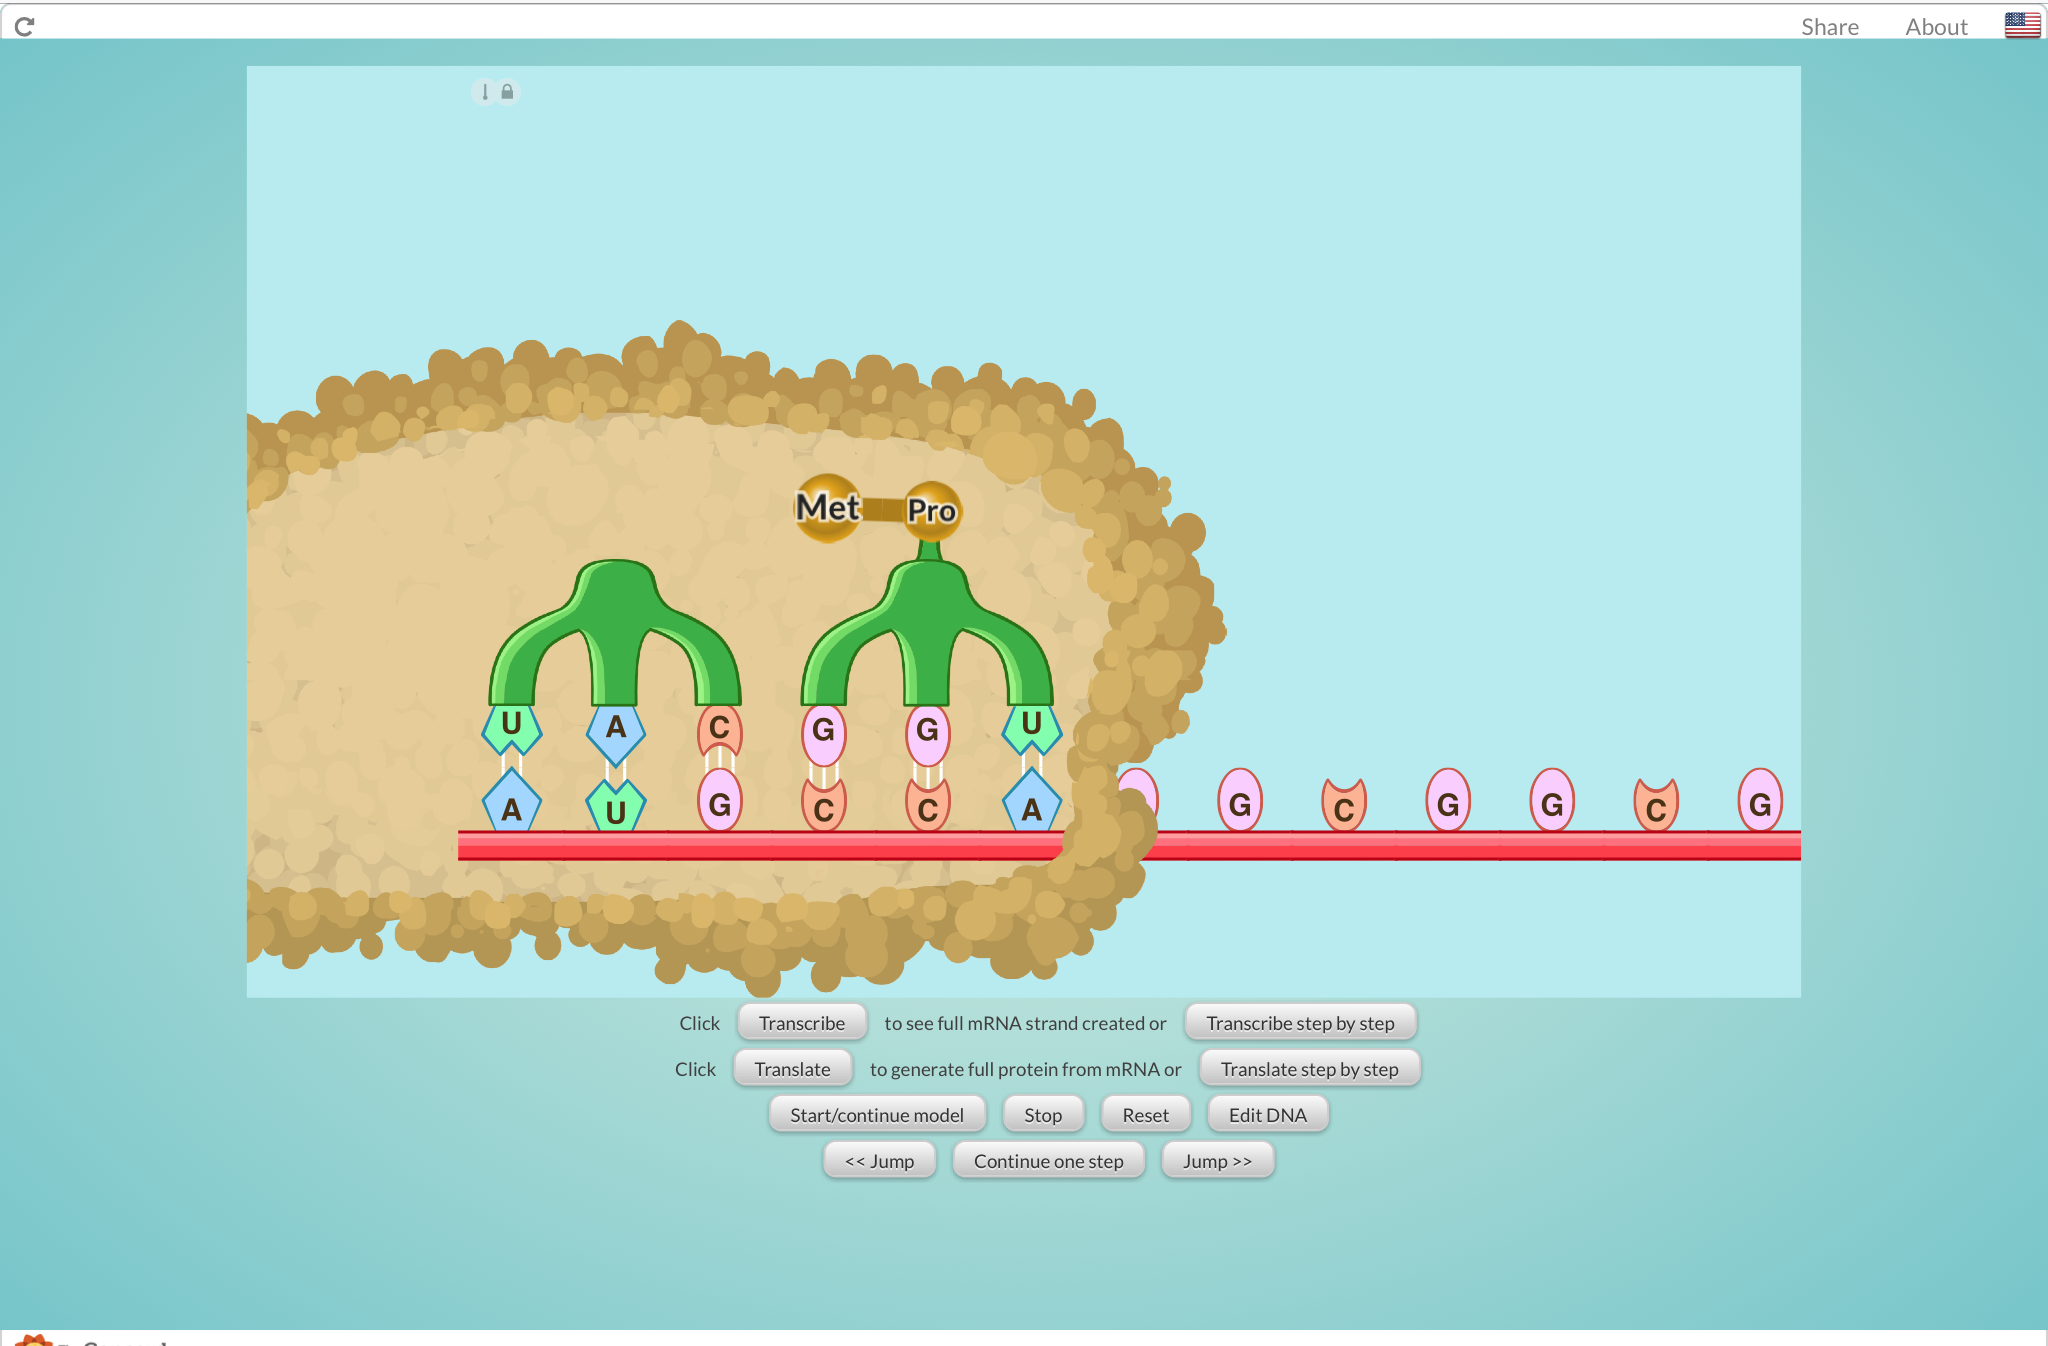 Share About
Met Pro
U A C G G U
A U G C C A G C G G C G
Click Transcribe to see full mRNA strand created or Transcribe step by step
Click Translate to generate full protein from mRNA or Translate step by step
Start/continue model Stop Reset Edit DNA
<< Jump Continue one step Jump >>